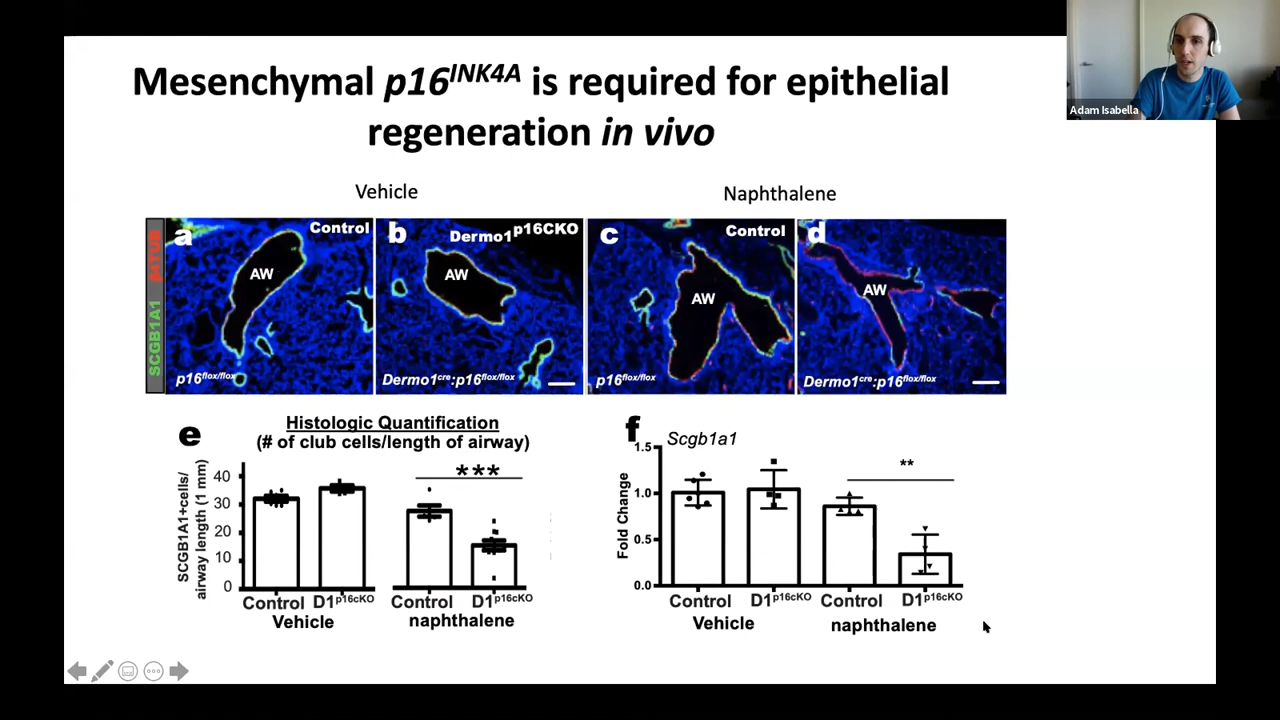 Adam Isabella
Mesenchymal p16INK4A is required for epithelial
regeneration in vivo
Vehicle
Naphthalene
SCGB1A1
a
Control
AW
p16flox/flox
b
Dermo1p16CKO
AW
Dermo1cre:p16flox/flox
c
Control
AW
p16flox/flox
d
AW
Dermo1cre:p16flox/flox
e
Histologic Quantification
(# of club cells/length of airway)
SCGB1A1+cells/
airway length (1 mm)
40
30
20
10
0
***
Control D1p16cKO Control D1p16cKO
Vehicle naphthalene
f
Scgb1a1
Fold Change
1.5
1.0
0.5
0.0
**
Control D1p16cKO Control D1p16cKO
Vehicle naphthalene